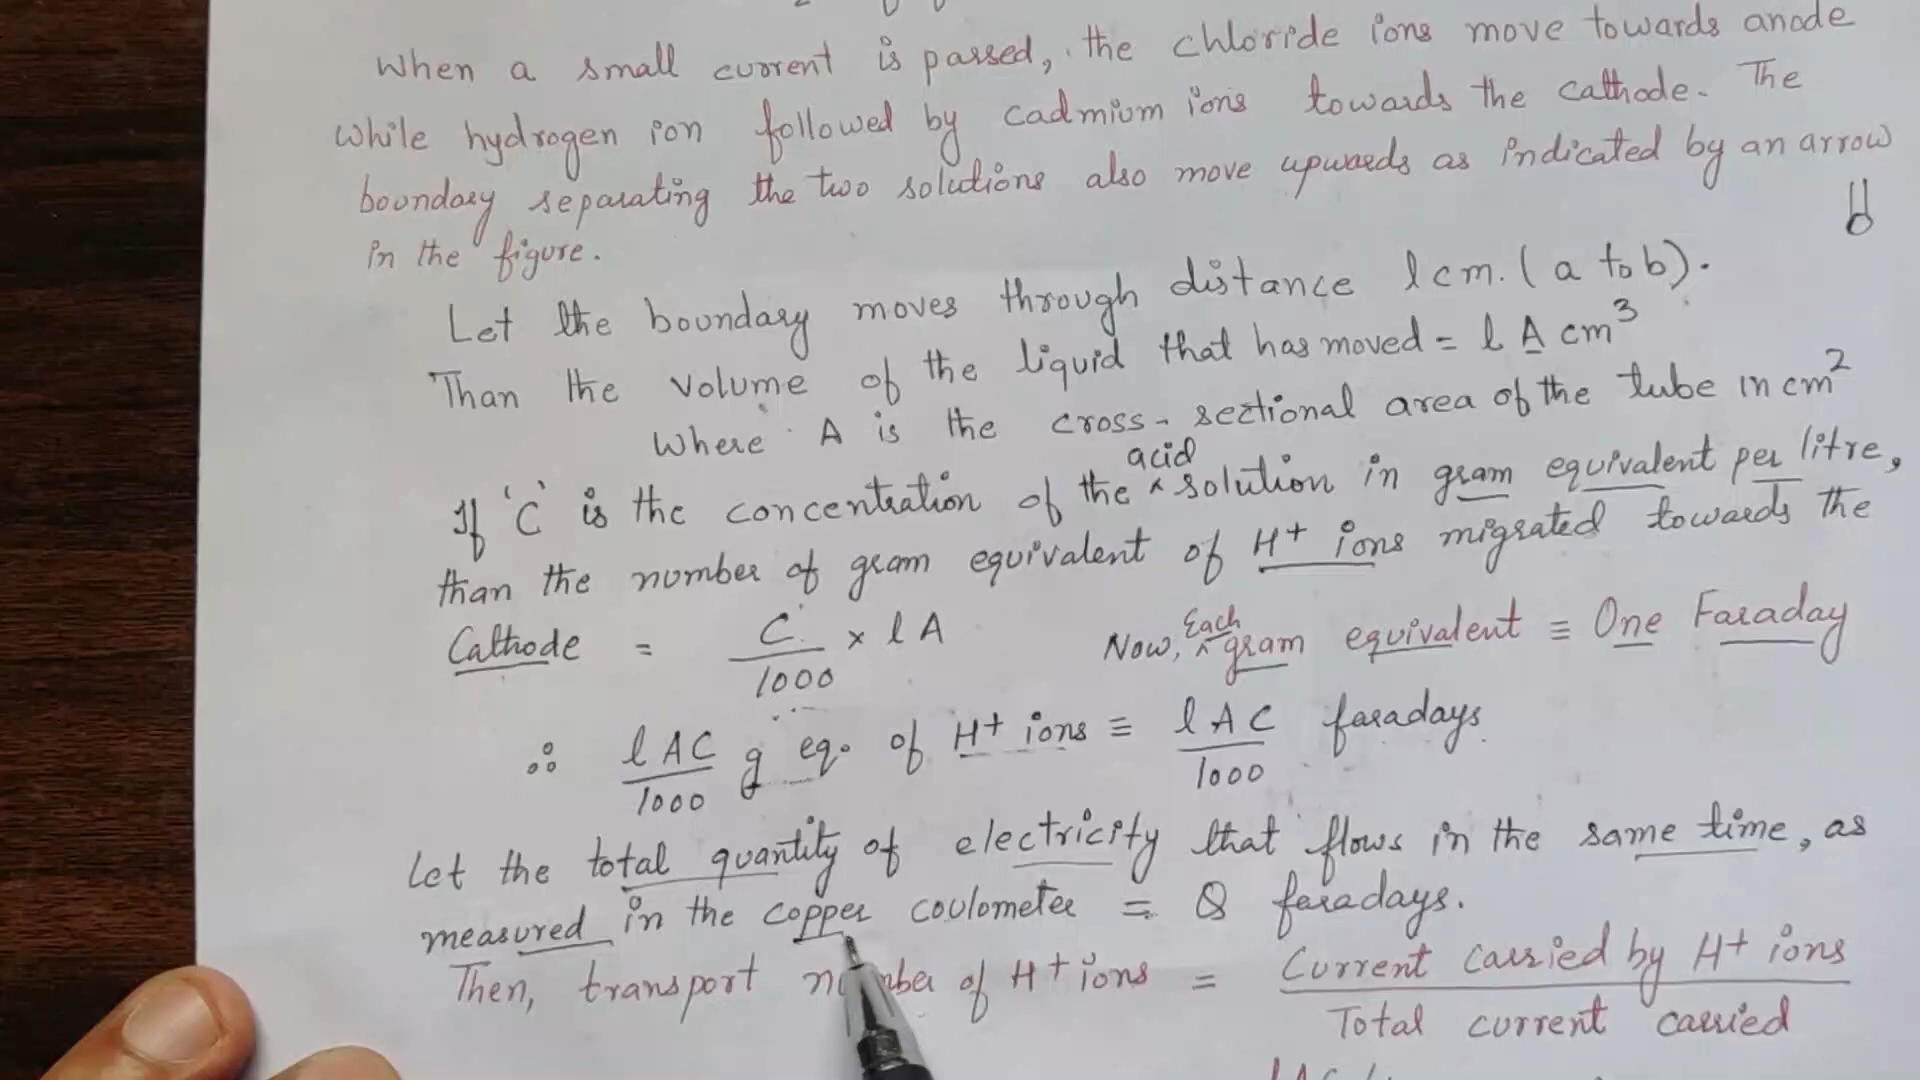 When a small current is passed, the chloride ions move towards anode
while hydrogen ion followed by cadmium ions towards the cathode. The
boundary separating the two solutions also move upwards as indicated by an arrow
in the figure.
Let the boundary moves through distance l cm. (a to b).
Than the volume of the liquid that has moved = l A cm³
Where A is the cross-sectional area of the tube in cm²
If 'C' is the concentration of the acid solution in gram equivalent per litre,
than the number of gram equivalent of H⁺ ions migrated towards the
Cathode = C/1000 × l A Now, Each gram equivalent ≡ One Faraday
∴ lAC/1000 g eq. of H⁺ ions ≡ lAC/1000 faradays.
Let the total quantity of electricity that flows in the same time, as
measured in the copper coulometer = Q faradays.
Then, transport number of H⁺ ions = Current carried by H⁺ ions / Total current carried